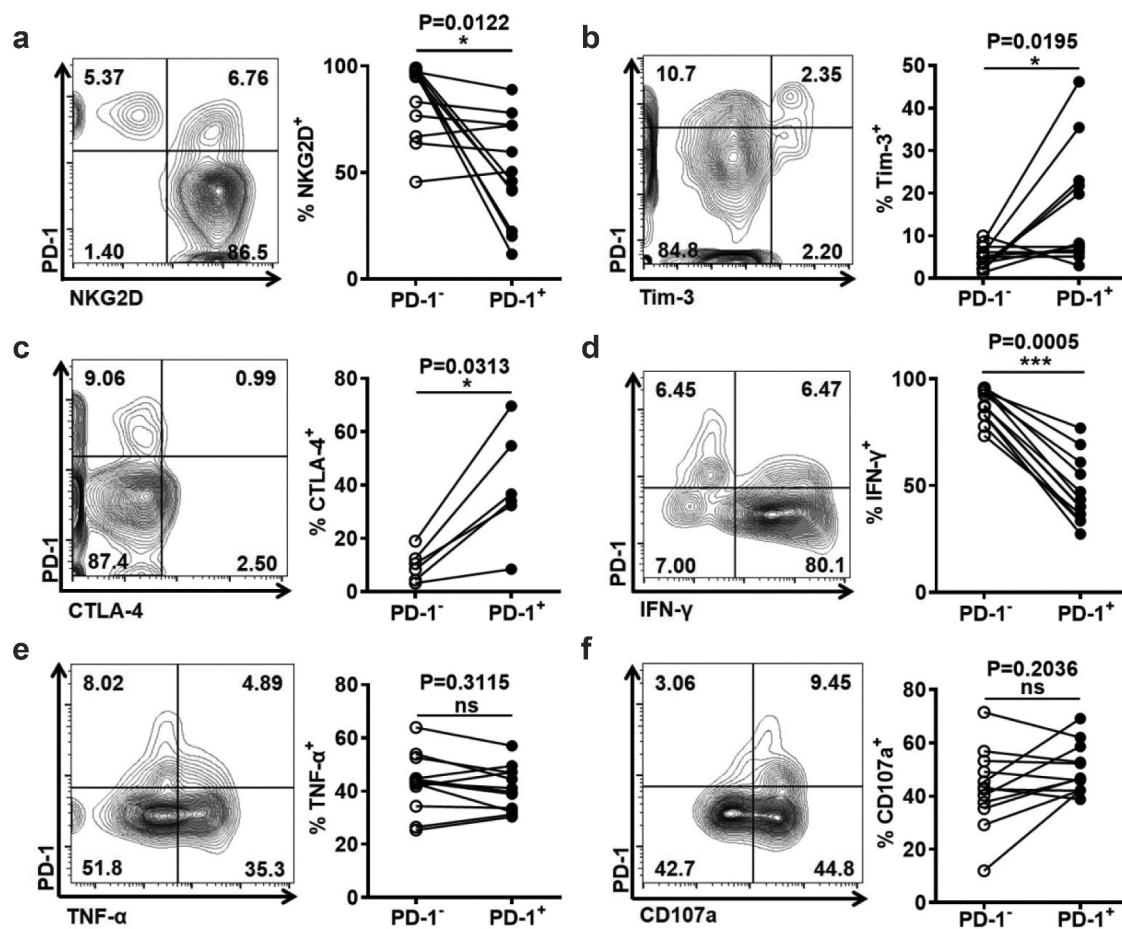 a
P=0.0122
*
5.37 6.76
1.40 86.5
PD-1
NKG2D
% NKG2D+
100
50
0
PD-1- PD-1+
b
P=0.0195
*
10.7 2.35
84.8 2.20
PD-1
Tim-3
% Tim-3+
50
40
30
20
10
0
PD-1- PD-1+
c
P=0.0313
*
9.06 0.99
87.4 2.50
PD-1
CTLA-4
% CTLA-4+
80
60
40
20
0
PD-1- PD-1+
d
P=0.0005
***
6.45 6.47
7.00 80.1
PD-1
IFN-γ
% IFN-γ+
100
50
0
PD-1- PD-1+
e
P=0.3115
ns
8.02 4.89
51.8 35.3
PD-1
TNF-α
% TNF-α+
80
60
40
20
0
PD-1- PD-1+
f
P=0.2036
ns
3.06 9.45
42.7 44.8
PD-1
CD107a
% CD107a+
80
60
40
20
0
PD-1- PD-1+